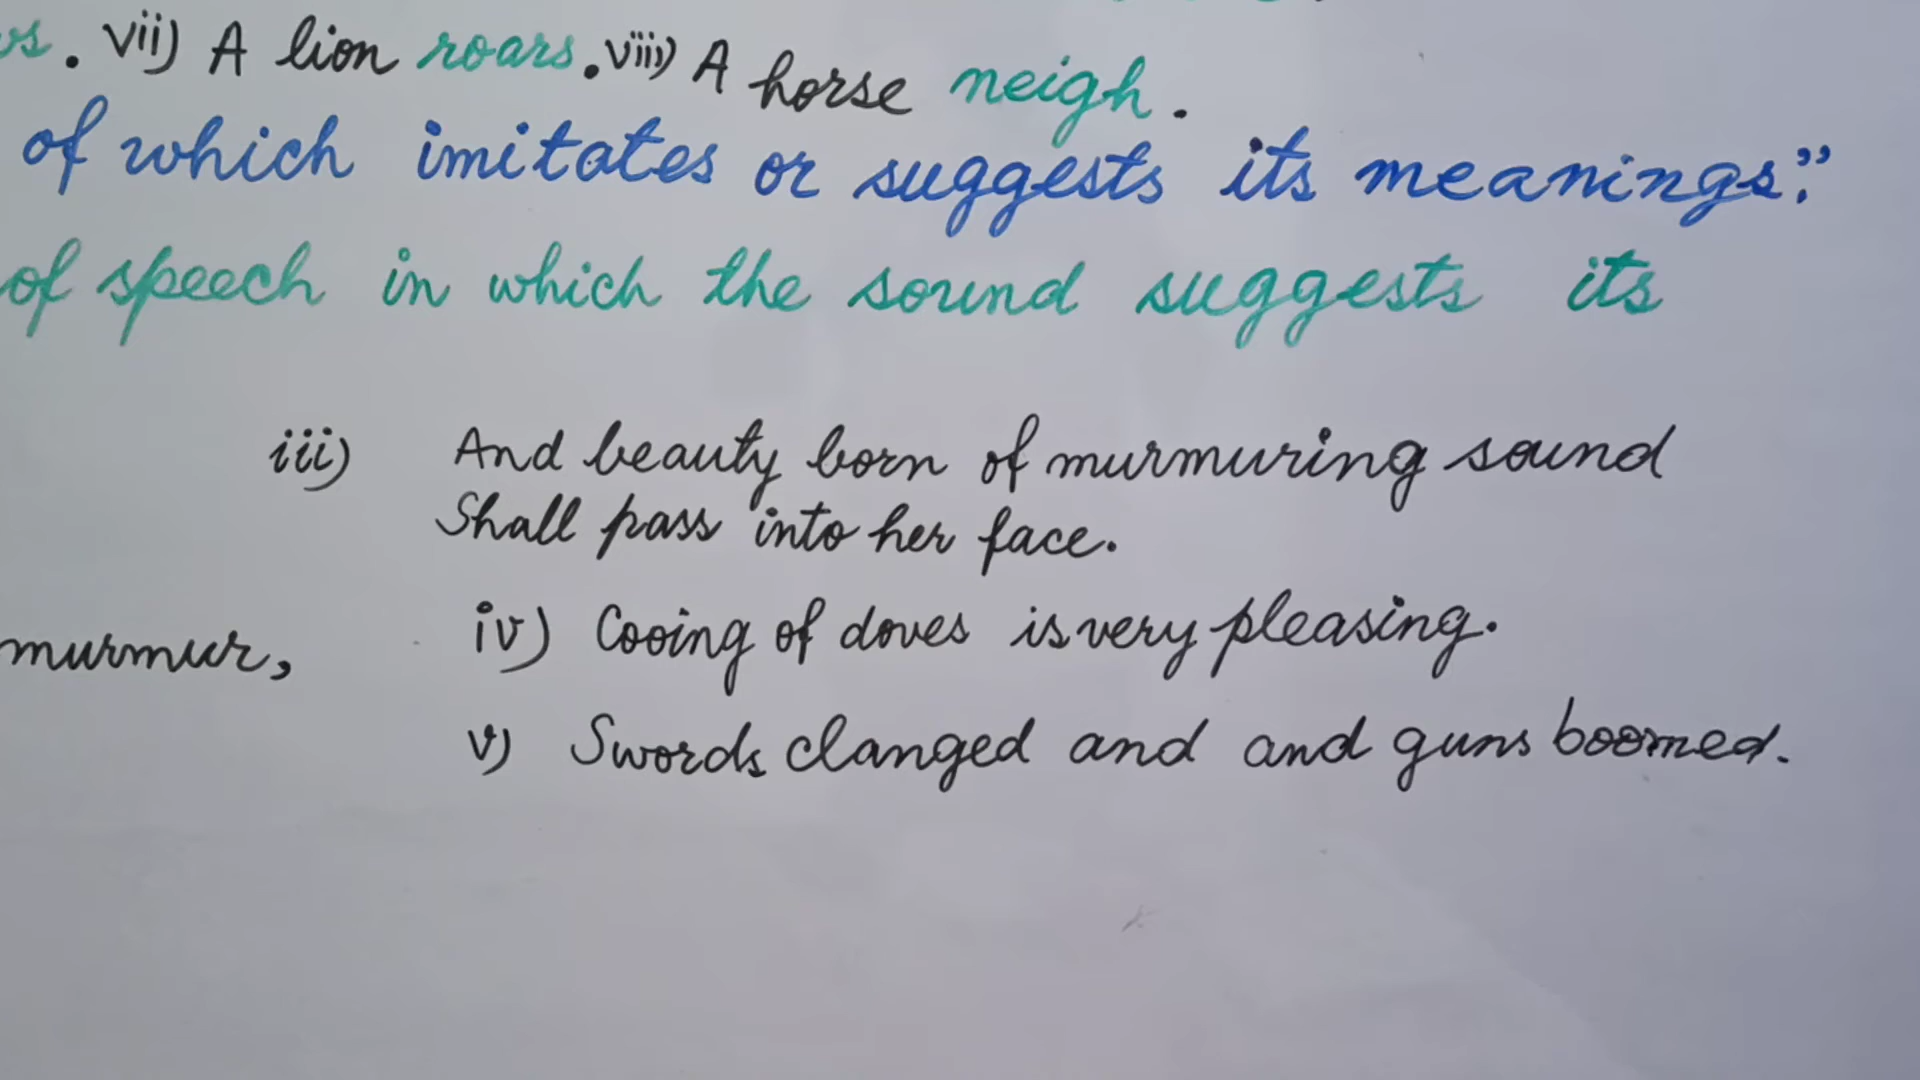 vii) A lion roars. viii) A horse neigh.
of which imitates or suggests its meanings."
of speech in which the sound suggests its
iii) And beauty born of murmuring sound
Shall pass into her face.
iv) Cooing of doves is very pleasing.
murmur,
v) Swords clanged and and guns boomed.